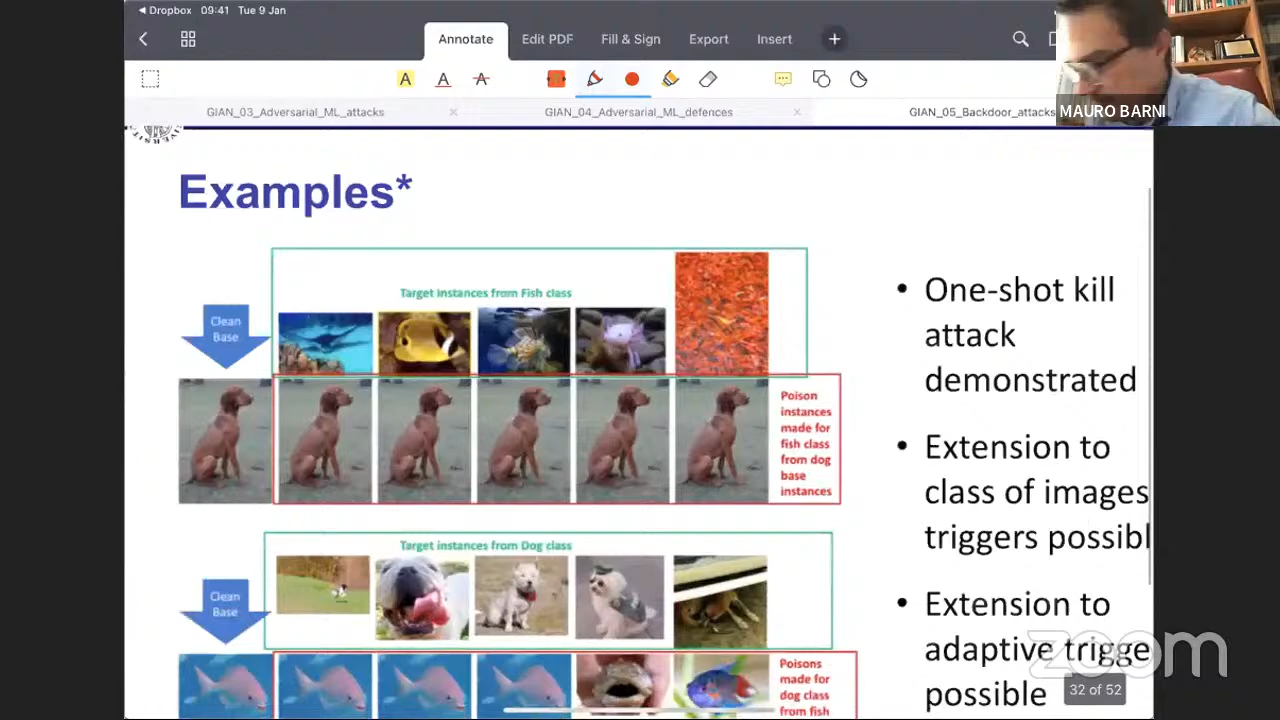 Dropbox 09:41 Tue 9 Jan
Annotate Edit PDF Fill & Sign Export Insert
A A A
GIAN_03_Adversarial_ML_attacks GIAN_04_Adversarial_ML_defences GIAN_05_Backdoor_attacks
MAURO BARNI
Examples*
Target instances from Fish class
Clean
Base
Poison
instances
made for
fish class
from dog
base
instances
Target instances from Dog class
Clean
Base
Poisons
made for
dog class
from fish
• One-shot kill
attack
demonstrated
• Extension to
class of images
triggers possibl
• Extension to
adaptive trigge
possible
zoom
32 of 52